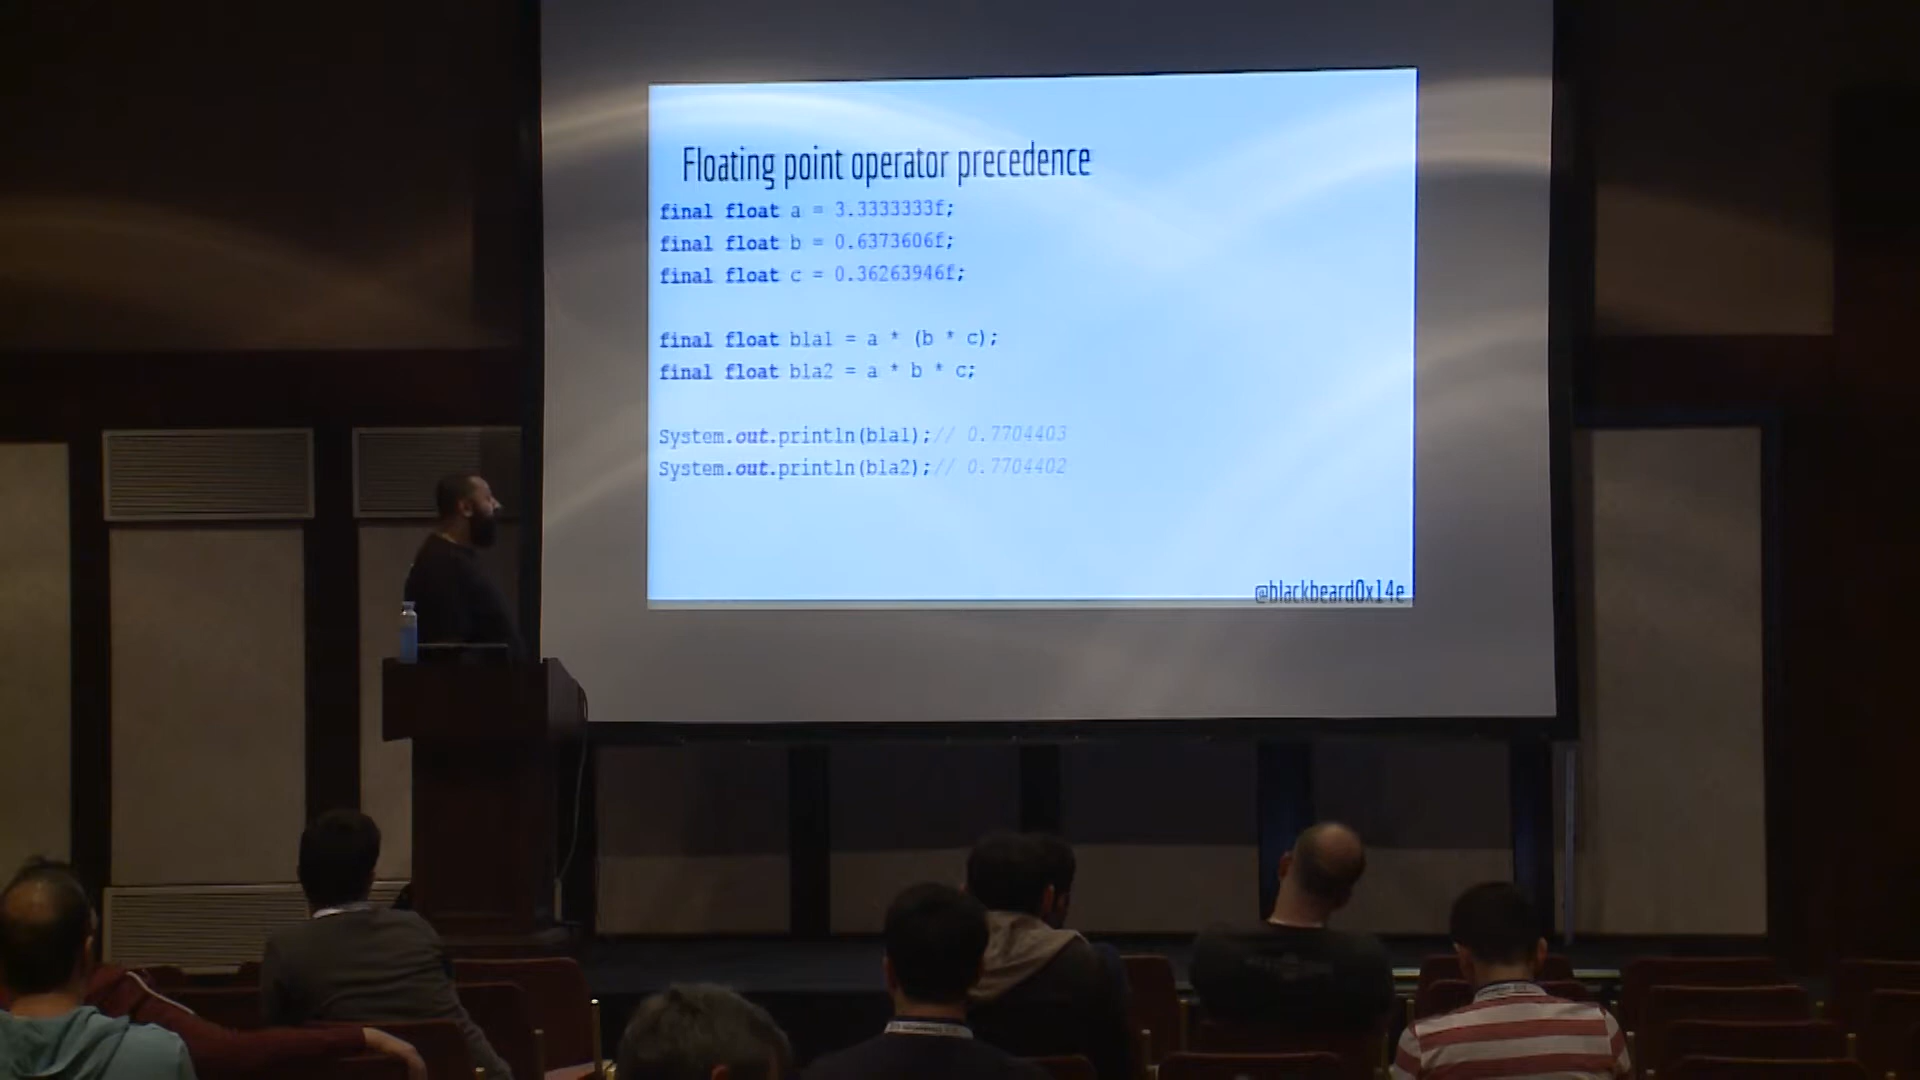 Floating point operator precedence
final float a = 3.3333333f;
final float b = 0.6373606f;
final float c = 0.36263946f;
final float bla1 = a * (b * c);
final float bla2 = a * b * c;
System.out.println(bla1);// 0.7704403
System.out.println(bla2);// 0.7704402
@blackbeard0x14e